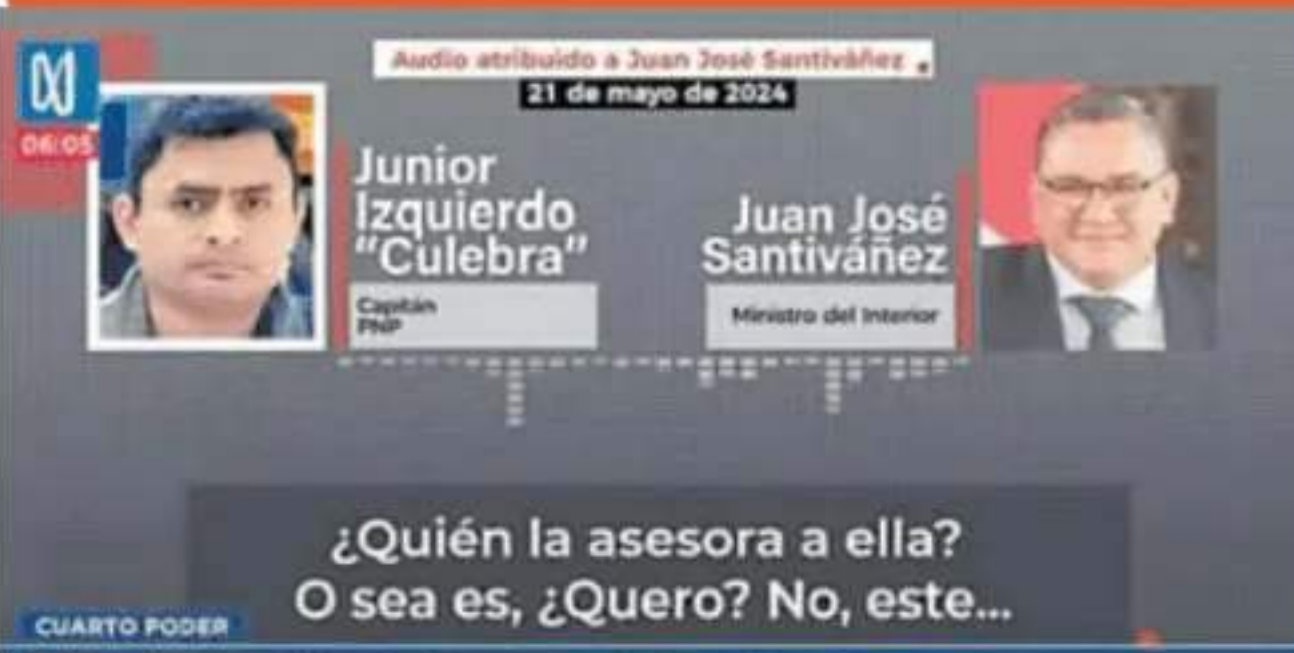 Audio atribuido a Juan José Santiváñez
21 de mayo de 2024
06:05
Junior
Izquierdo
“Culebra”
Capitán
PNP
Juan José
Santiváñez
Ministro del Interior
¿Quién la asesora a ella?
O sea es, ¿Quero? No, este...
CUARTO PODER